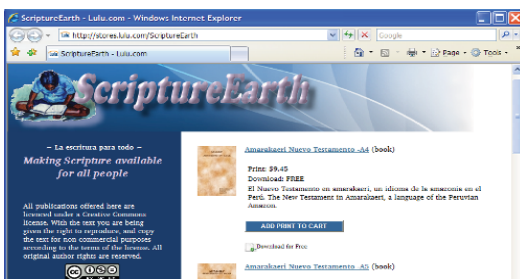 ScriptureEarth - Lulu.com - Windows Internet Explorer
http://stores.lulu.com/ScriptureEarth
Google
ScriptureEarth - Lulu.com
Page
Tools
ScriptureEarth
– La escritura para todo –
Making Scripture available
for all people
All publications offered here are
licensed under a Creative Commons
license. With the text you are being
given the right to reproduce, and copy
the text for non commercial purposes
according to the terms of the license. All
original author rights are reserved.
Amarakaeri Nuevo Testamento -A4 (book)
Print: $9.45
Download: FREE
El Nuevo Testamento en amarakaeri, un idioma de la amazonia en el
Perú. The New Testament in Amarakaeri, a language of the Peruvian
Amazon.
ADD PRINT TO CART
Download for Free
Amarakaeri Nuevo Testamento -A5 (book)